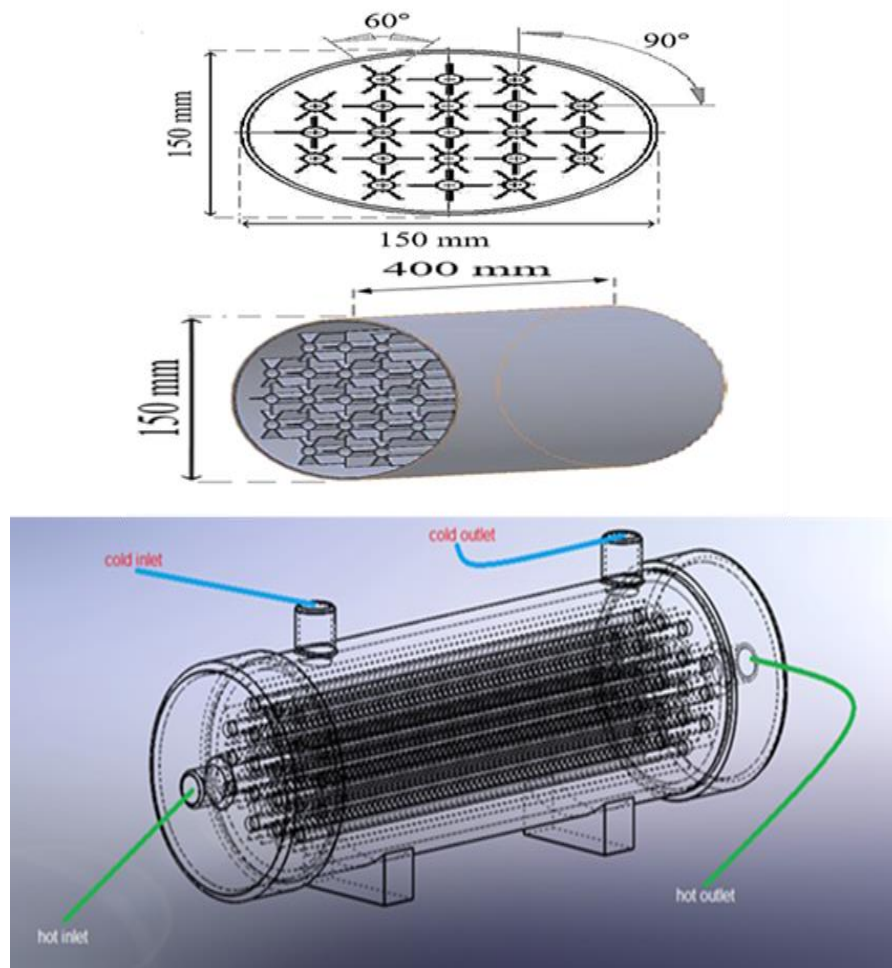 60°
90°
150 mm
150 mm
400 mm
150 mm
cold inlet
cold outlet
hot inlet
hot outlet